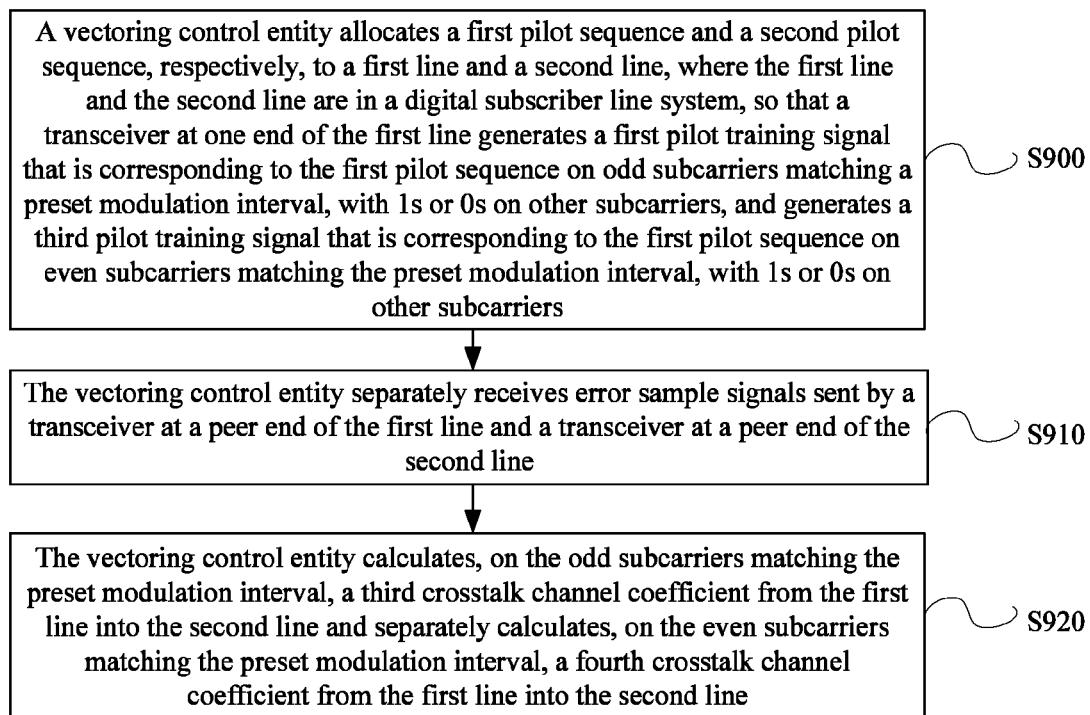 A vectoring control entity allocates a first pilot sequence and a second pilot
sequence, respectively, to a first line and a second line, where the first line
and the second line are in a digital subscriber line system, so that a
transceiver at one end of the first line generates a first pilot training signal
that is corresponding to the first pilot sequence on odd subcarriers matching a
preset modulation interval, with 1s or 0s on other subcarriers, and generates a
third pilot training signal that is corresponding to the first pilot sequence on
even subcarriers matching the preset modulation interval, with 1s or 0s on
other subcarriers
S900
The vectoring control entity separately receives error sample signals sent by a
transceiver at a peer end of the first line and a transceiver at a peer end of the
second line
S910
The vectoring control entity calculates, on the odd subcarriers matching the
preset modulation interval, a third crosstalk channel coefficient from the first
line into the second line and separately calculates, on the even subcarriers
matching the preset modulation interval, a fourth crosstalk channel
coefficient from the first line into the second line
S920